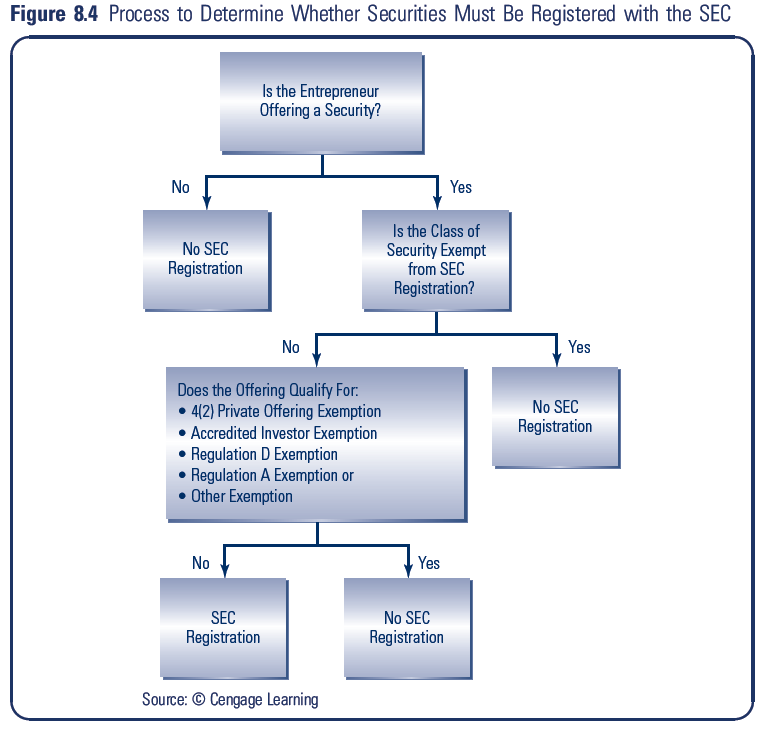 Figure 8.4 Process to Determine Whether Securities Must Be Registered with the SEC
Is the Entrepreneur
Offering a Security?
No
Yes
No SEC
Registration
Is the Class of
Security Exempt
from SEC
Registration?
No
Yes
Does the Offering Qualify For:
• 4(2) Private Offering Exemption
• Accredited Investor Exemption
• Regulation D Exemption
• Regulation A Exemption or
• Other Exemption
No SEC
Registration
No
Yes
SEC
Registration
No SEC
Registration
Source: © Cengage Learning